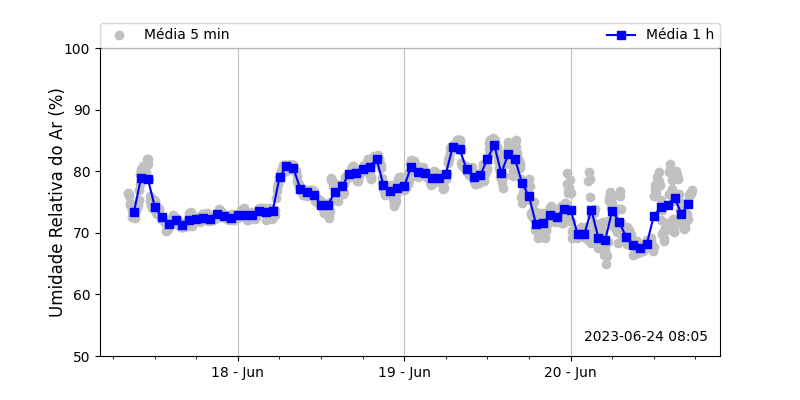 Média 5 min
Média 1 h
Umidade Relativa do Ar (%)
100
90
80
70
60
50
2023-06-24 08:05
18 - Jun
19 - Jun
20 - Jun